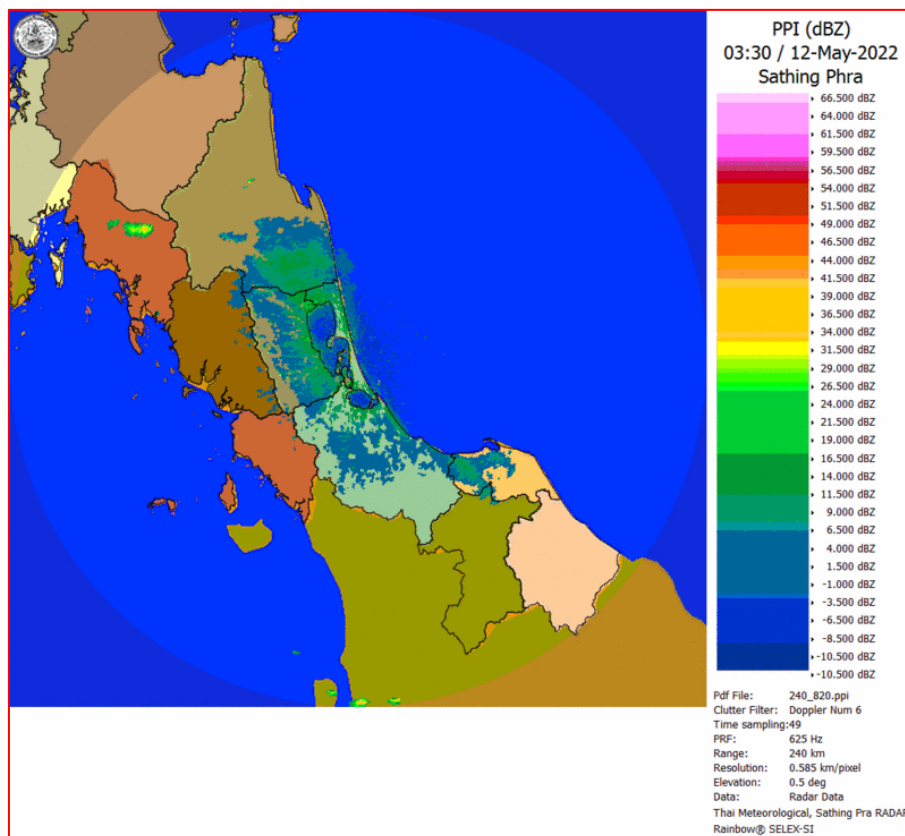 PPI (dBZ)
03:30 / 12-May-2022
Sathing Phra
66.500 dBZ
64.000 dBZ
61.500 dBZ
59.500 dBZ
56.500 dBZ
54.000 dBZ
51.500 dBZ
49.000 dBZ
46.500 dBZ
44.000 dBZ
41.500 dBZ
39.000 dBZ
36.500 dBZ
34.000 dBZ
31.500 dBZ
29.000 dBZ
26.500 dBZ
24.000 dBZ
21.500 dBZ
19.000 dBZ
16.500 dBZ
14.000 dBZ
11.500 dBZ
9.000 dBZ
6.500 dBZ
4.000 dBZ
1.500 dBZ
-1.000 dBZ
-3.500 dBZ
-6.500 dBZ
-8.500 dBZ
-10.500 dBZ
-10.500 dBZ
Pdf File: 240_820.ppi
Clutter Filter: Doppler Num 6
Time sampling:49
PRF: 625 Hz
Range: 240 km
Resolution: 0.585 km/pixel
Elevation: 0.5 deg
Data: Radar Data
Thai Meteorological, Sathing Pra RADAR
Rainbow® SELEX-SI